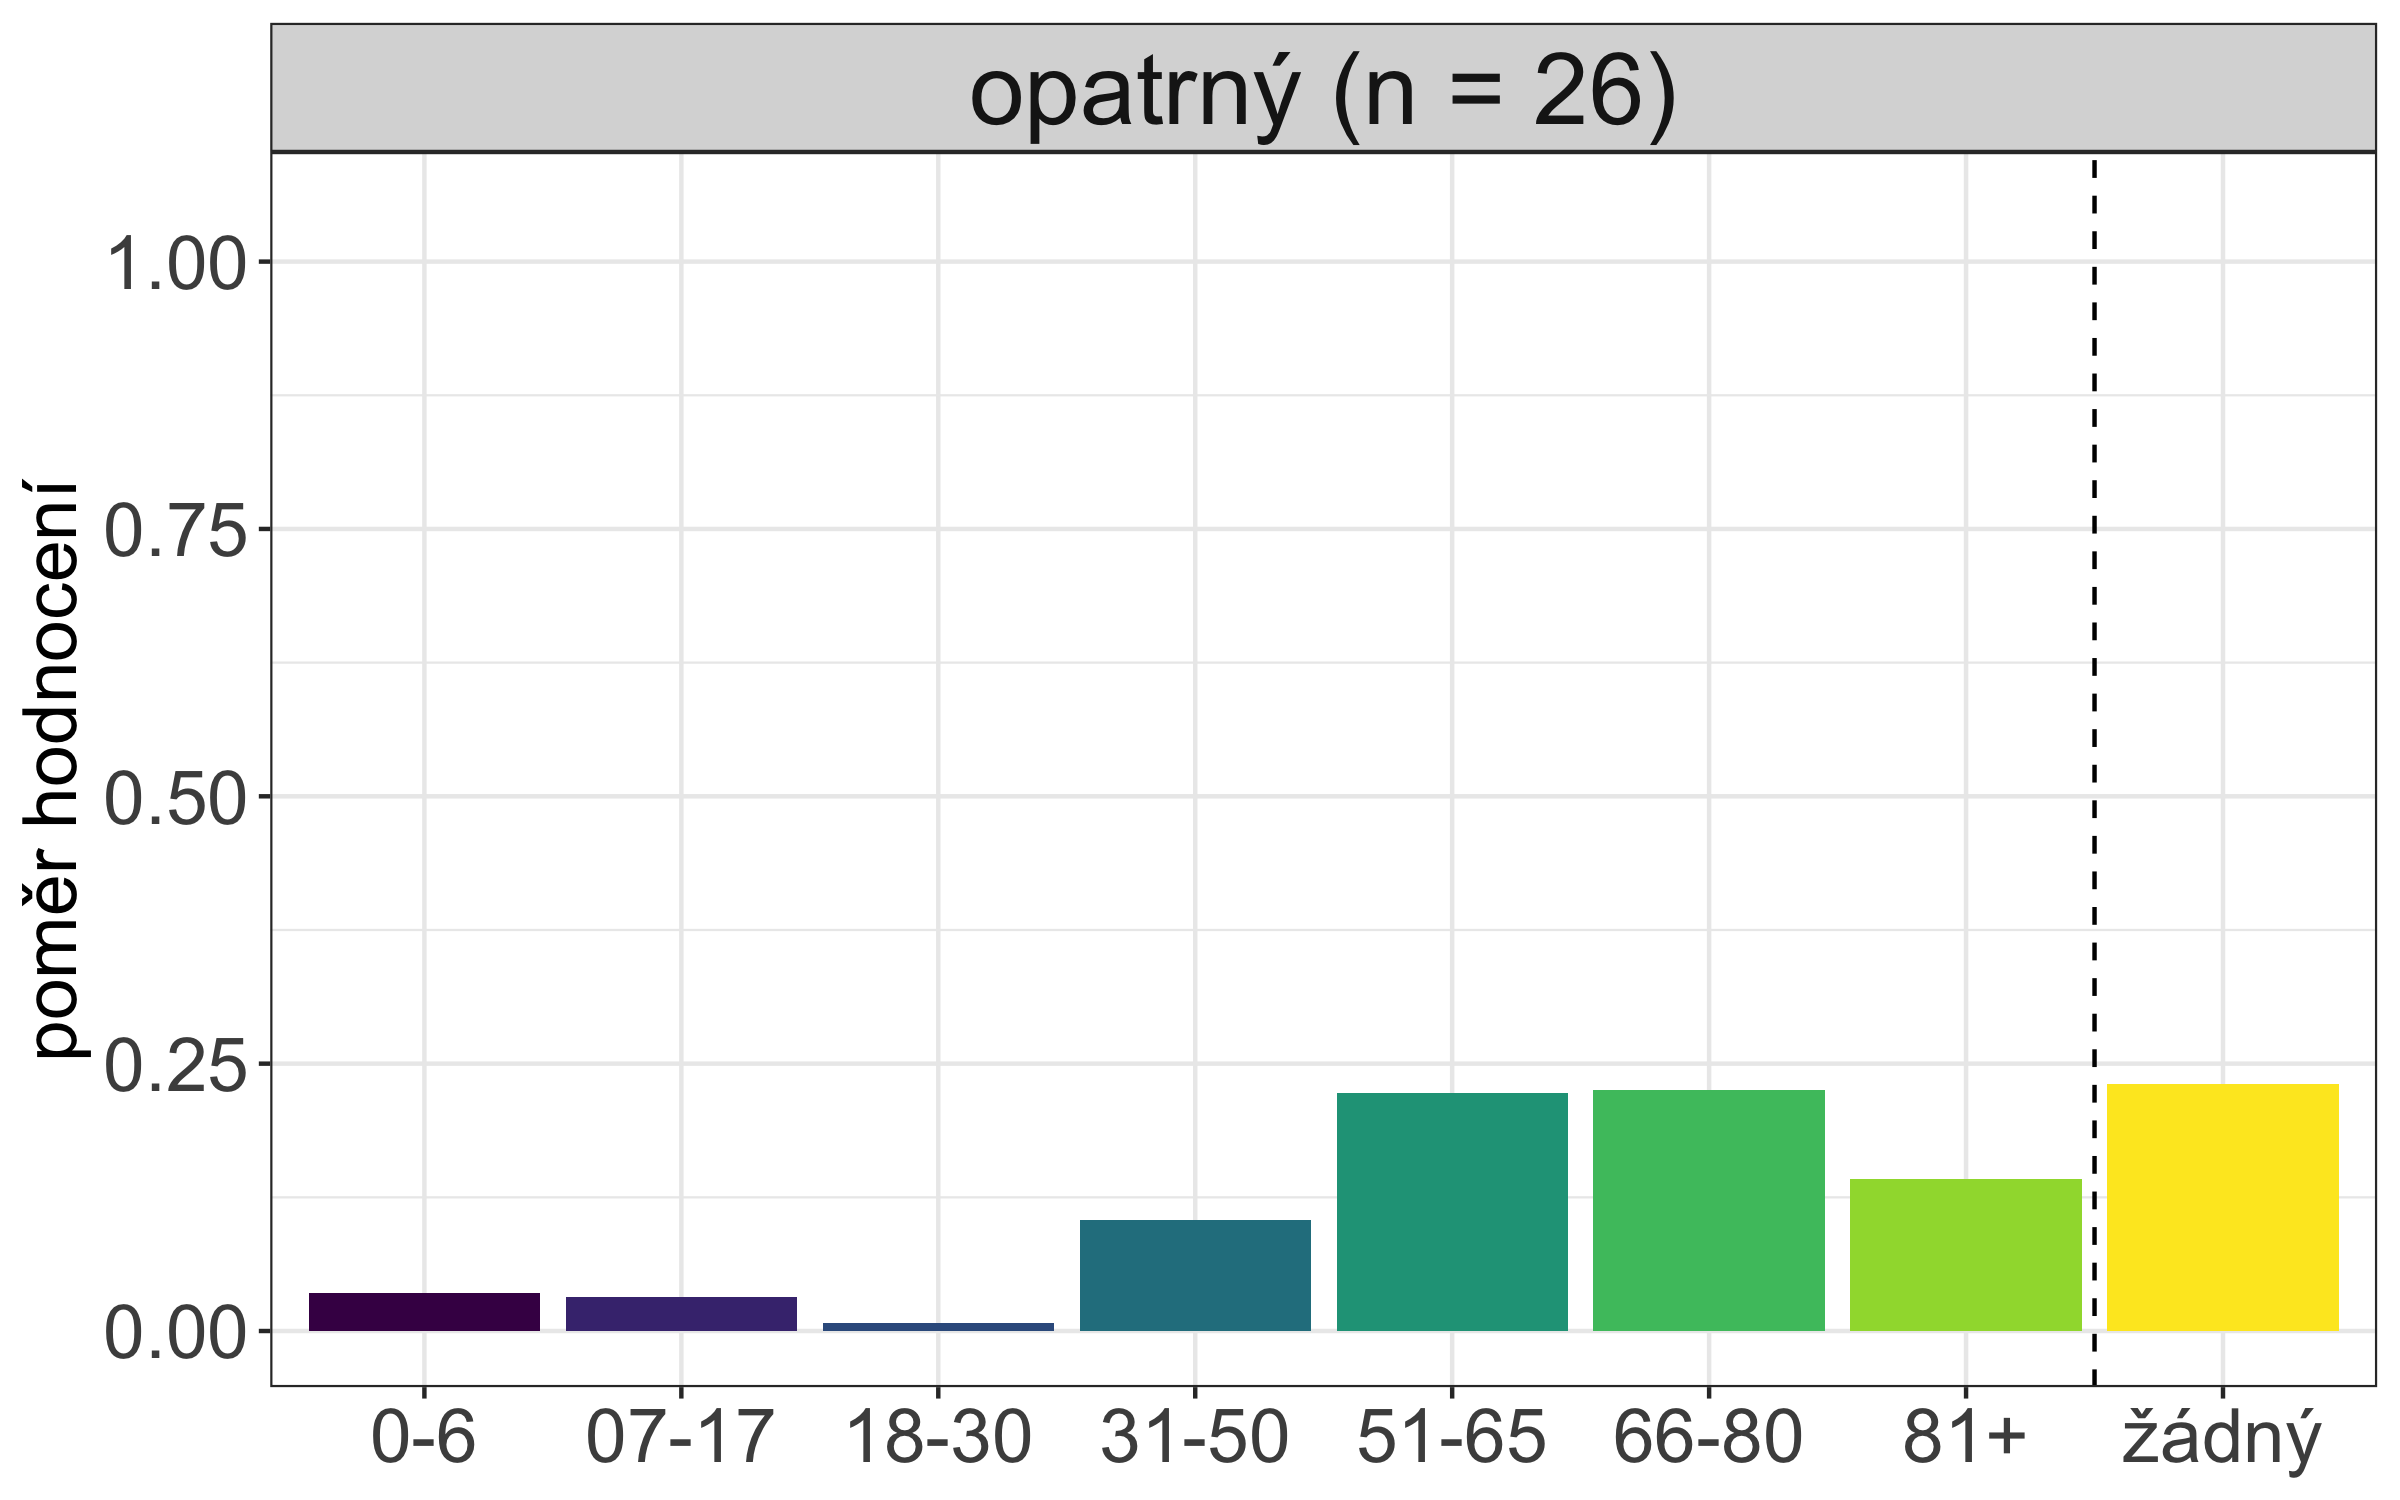 opatrný (n = 26)
poměr hodnocení
1.00
0.75
0.50
0.25
0.00
0-6 07-17 18-30 31-50 51-65 66-80 81+ žádný